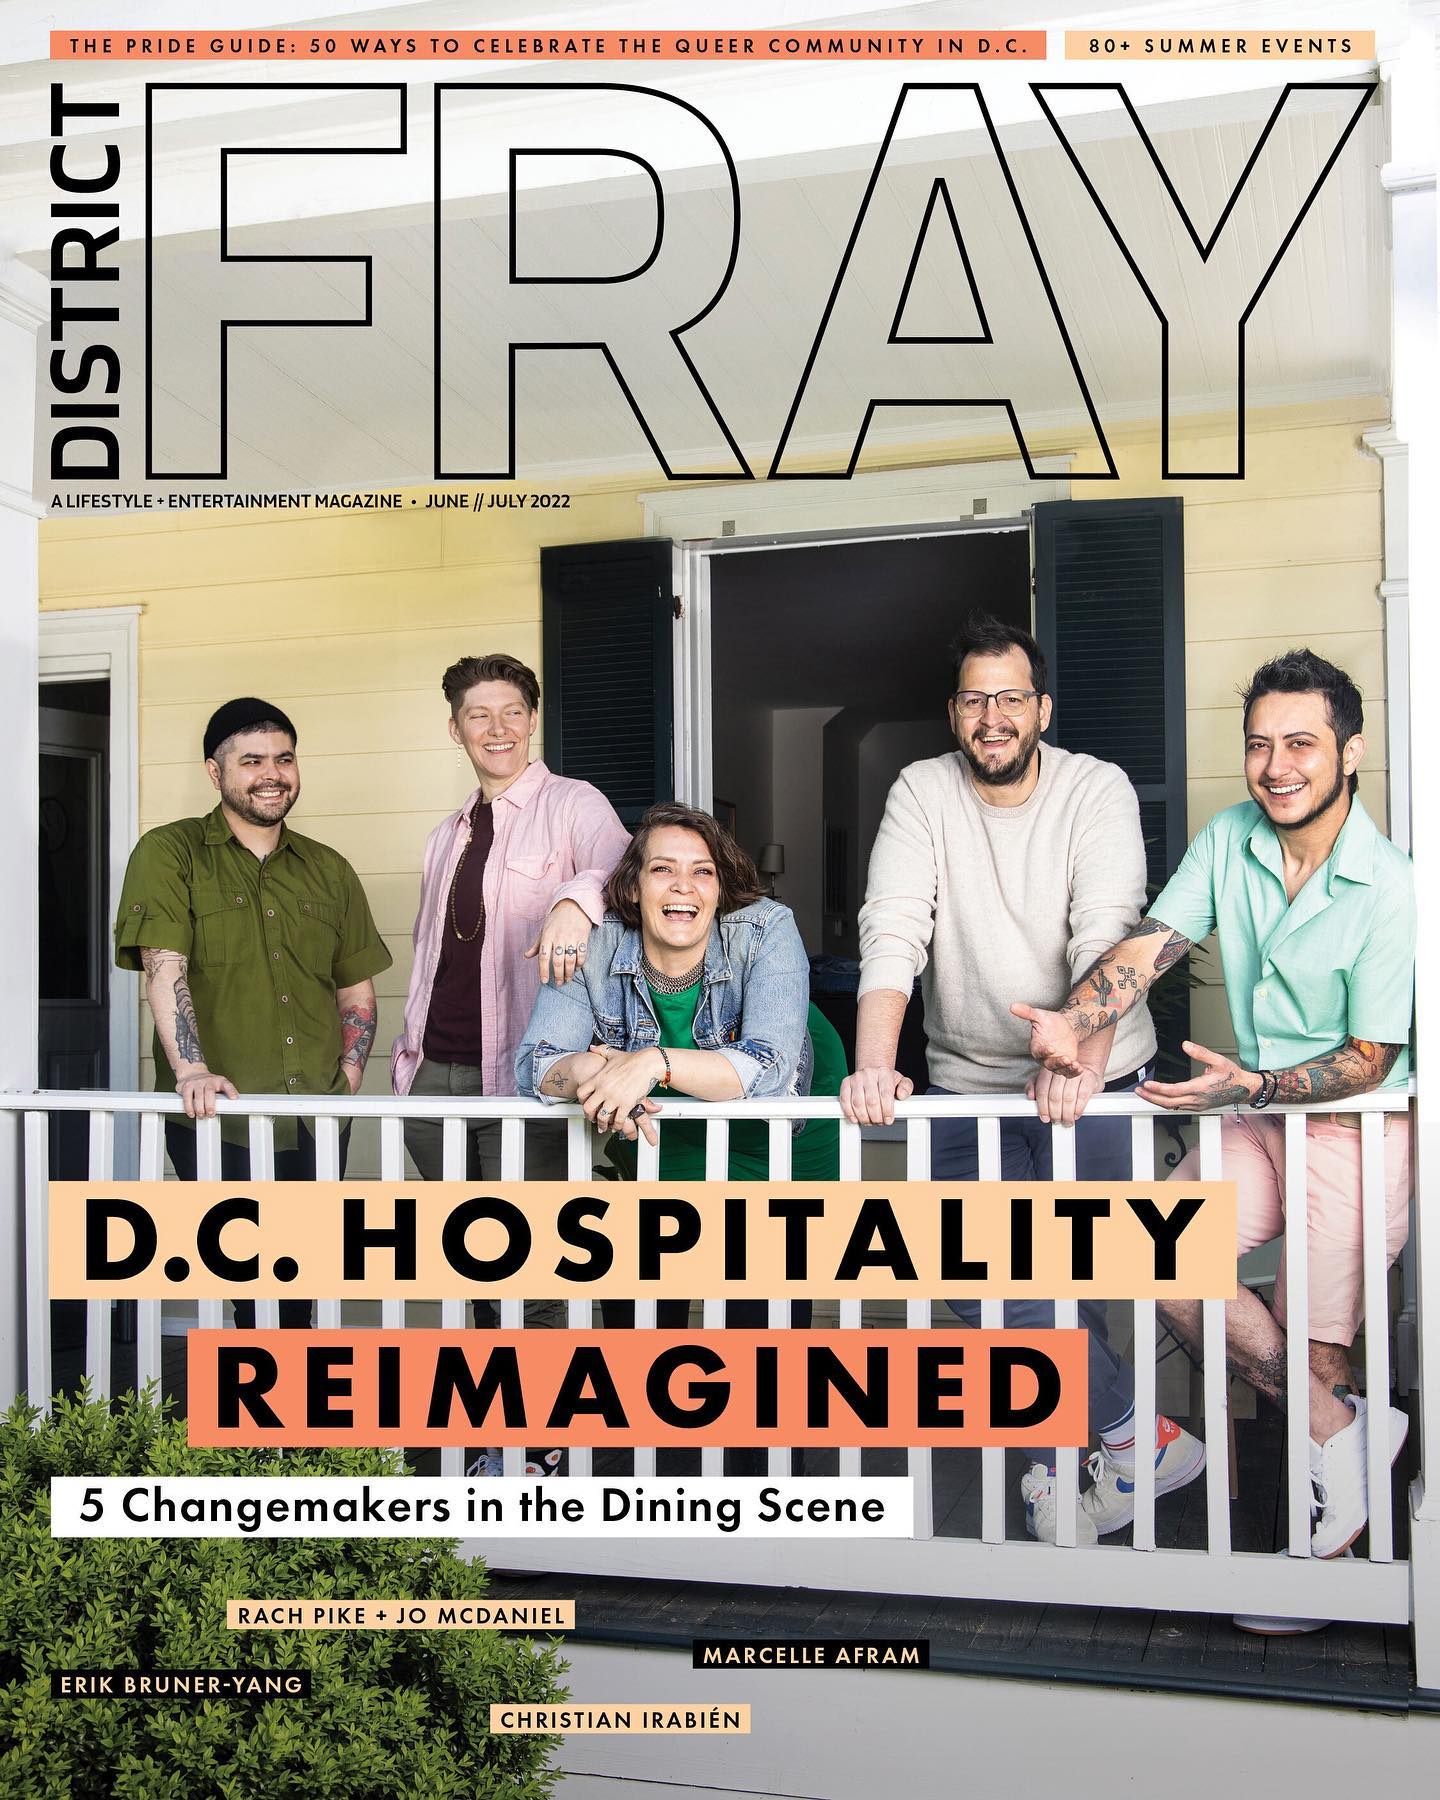 THE PRIDE GUIDE: 50 WAYS TO CELEBRATE THE QUEER COMMUNITY IN D.C.
80+ SUMMER EVENTS
DISTRICT
FRAY
A LIFESTYLE + ENTERTAINMENT MAGAZINE • JUNE // JULY 2022
D.C. HOSPITALITY
REIMAGINED
5 Changemakers in the Dining Scene
RACH PIKE + JO MCDANIEL
MARCELLE AFRAM
ERIK BRUNER-YANG
CHRISTIAN IRABIÉN